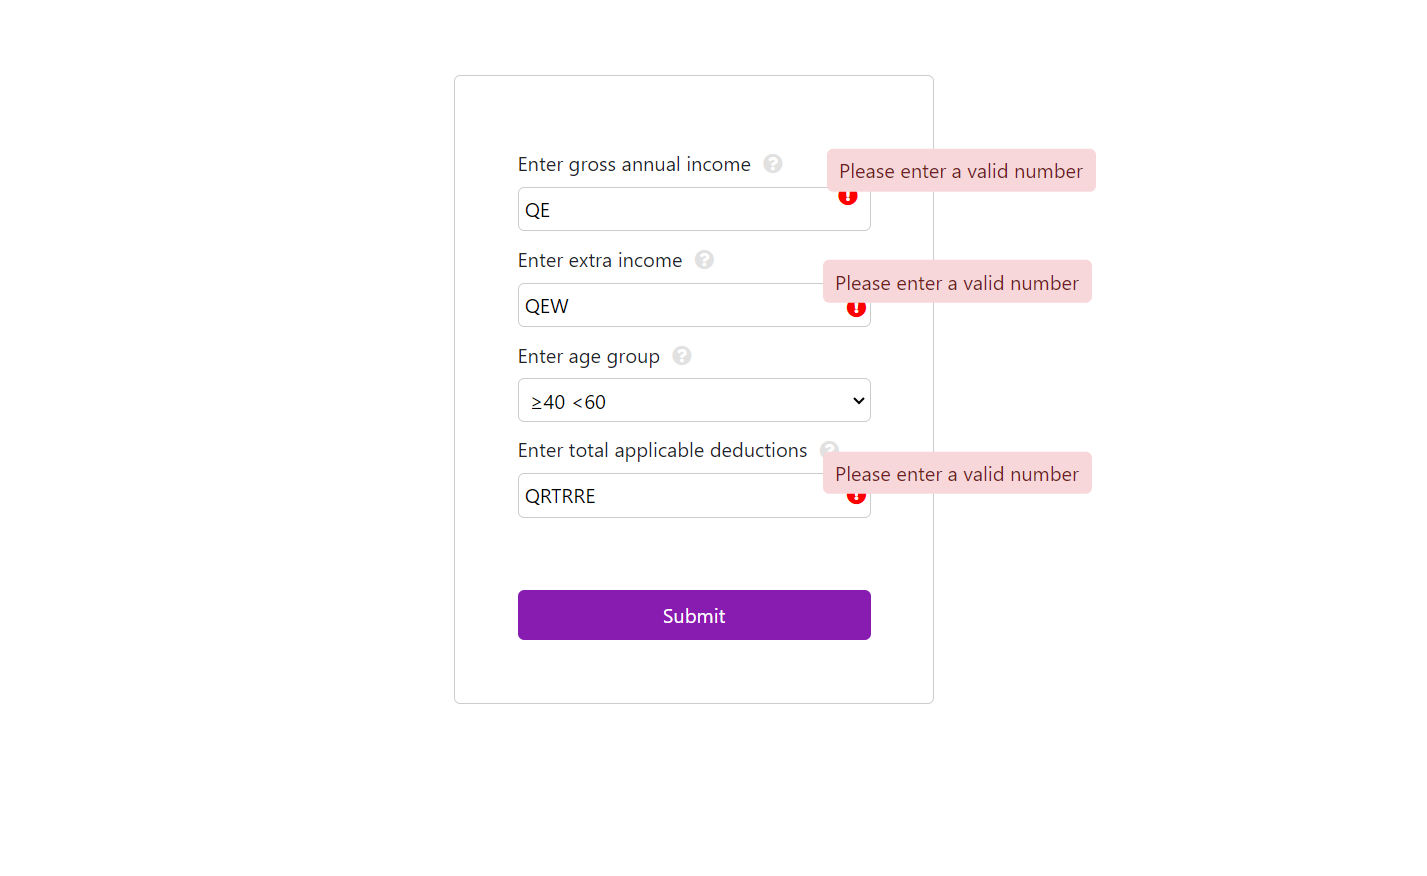 Enter gross annual income
Please enter a valid number
QE
Enter extra income
Please enter a valid number
QEW
Enter age group
≥40 <60
Enter total applicable deductions
Please enter a valid number
QRTRRE
Submit